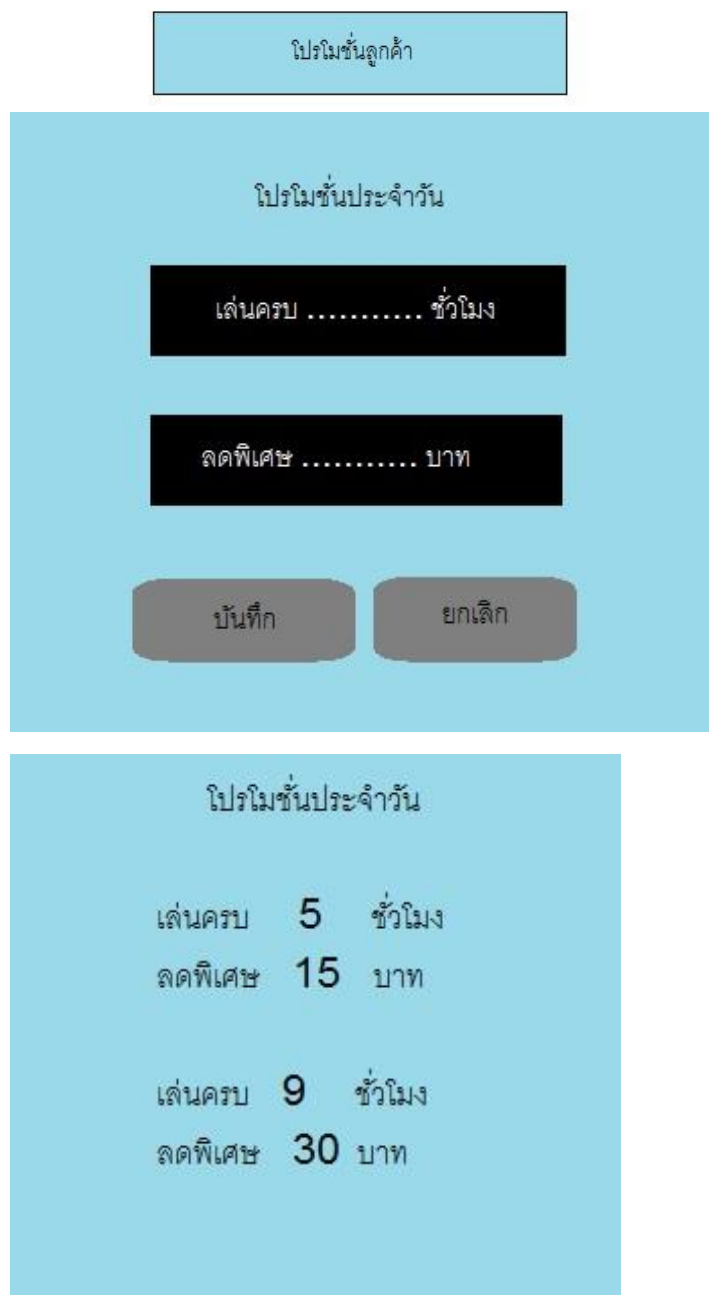 โปรโมชั่นลูกค้า
โปรโมชั่นประจำวัน
เล่นครบ ........... ชั่วโมง
ลดพิเศษ ........... บาท
บันทึก ยกเลิก
โปรโมชั่นประจำวัน
เล่นครบ 5 ชั่วโมง
ลดพิเศษ 15 บาท
เล่นครบ 9 ชั่วโมง
ลดพิเศษ 30 บาท